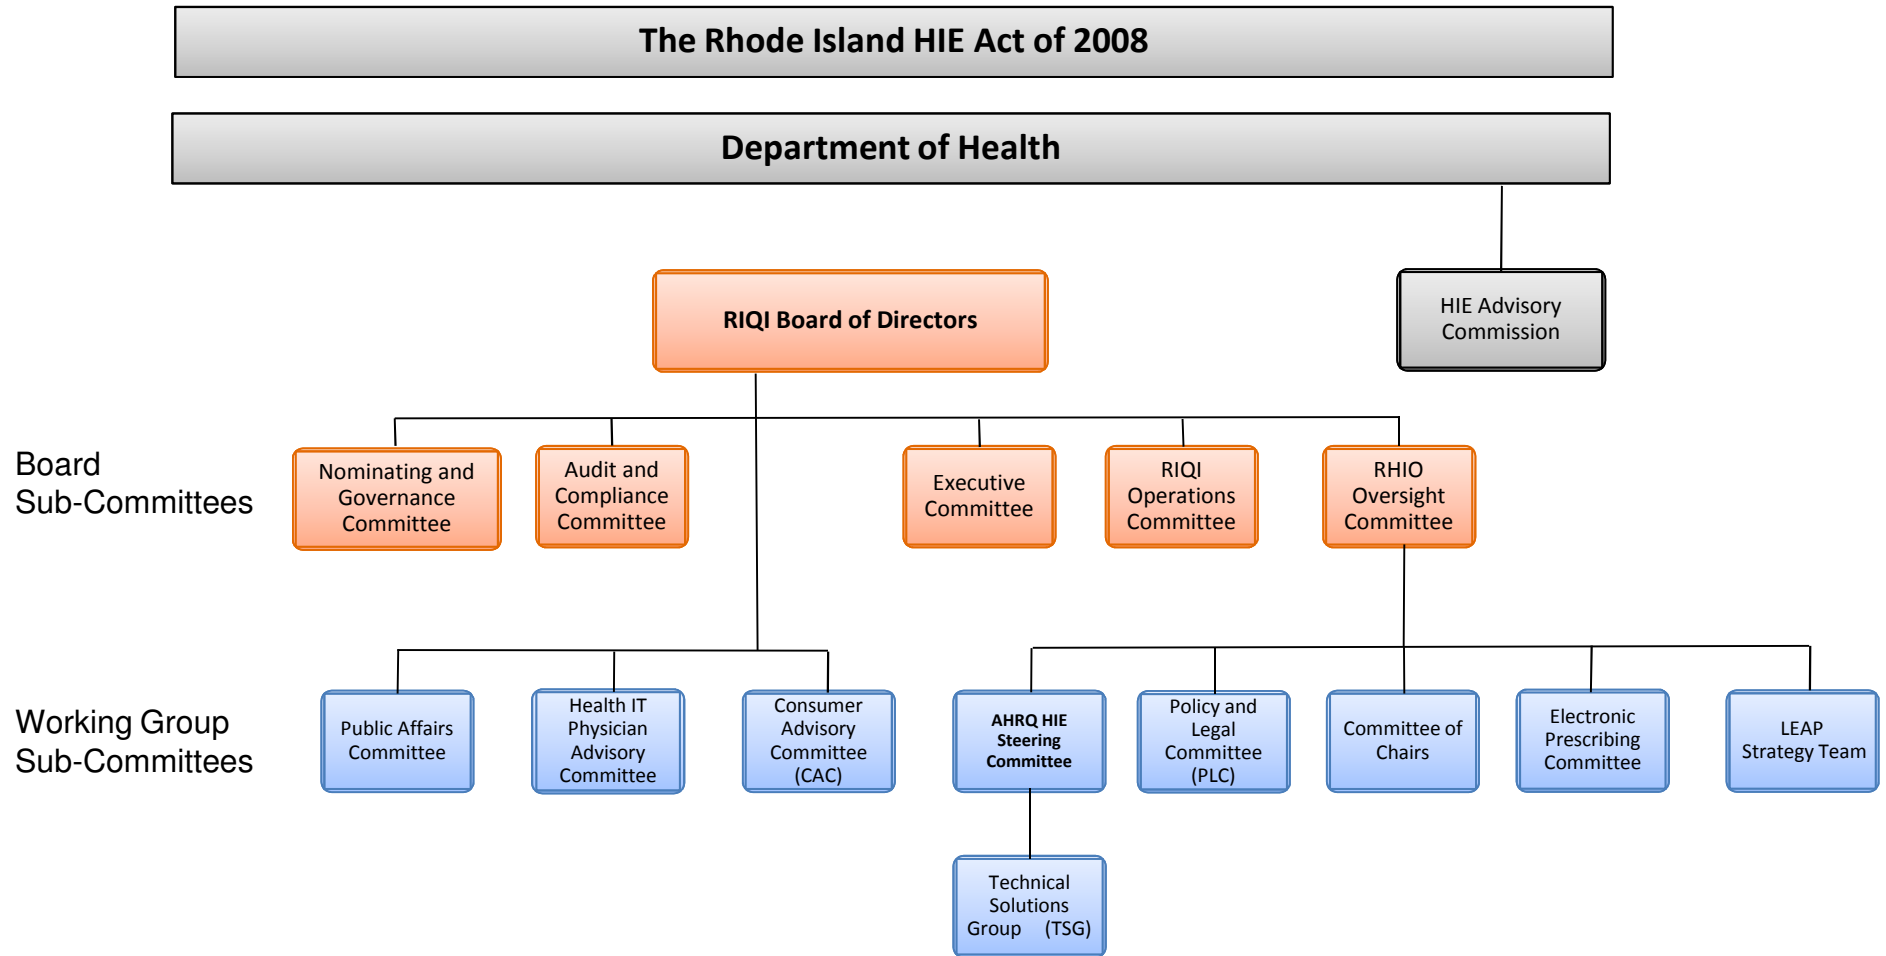 The Rhode Island HIE Act of 2008
Department of Health
RIQI Board of Directors
HIE Advisory
Commission
Board
Sub-Committees
Nominating and
Governance
Committee
Audit and
Compliance
Committee
Executive
Committee
RIQI
Operations
Committee
RHIO
Oversight
Committee
Working Group
Sub-Committees
Public Affairs
Committee
Health IT
Physician
Advisory
Committee
Consumer
Advisory
Committee
(CAC)
AHRQ HIE
Steering
Committee
Policy and
Legal
Committee
(PLC)
Committee of
Chairs
Electronic
Prescribing
Committee
LEAP
Strategy Team
Technical
Solutions
Group (TSG)